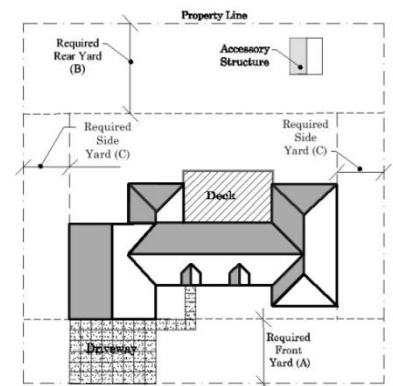 Property Line
Required
Rear Yard
(B)
Accessory
Structure
Required
Side
Yard (C)
Required
Side
Yard (C)
Deck
Driveway
Required
Front
Yard (A)